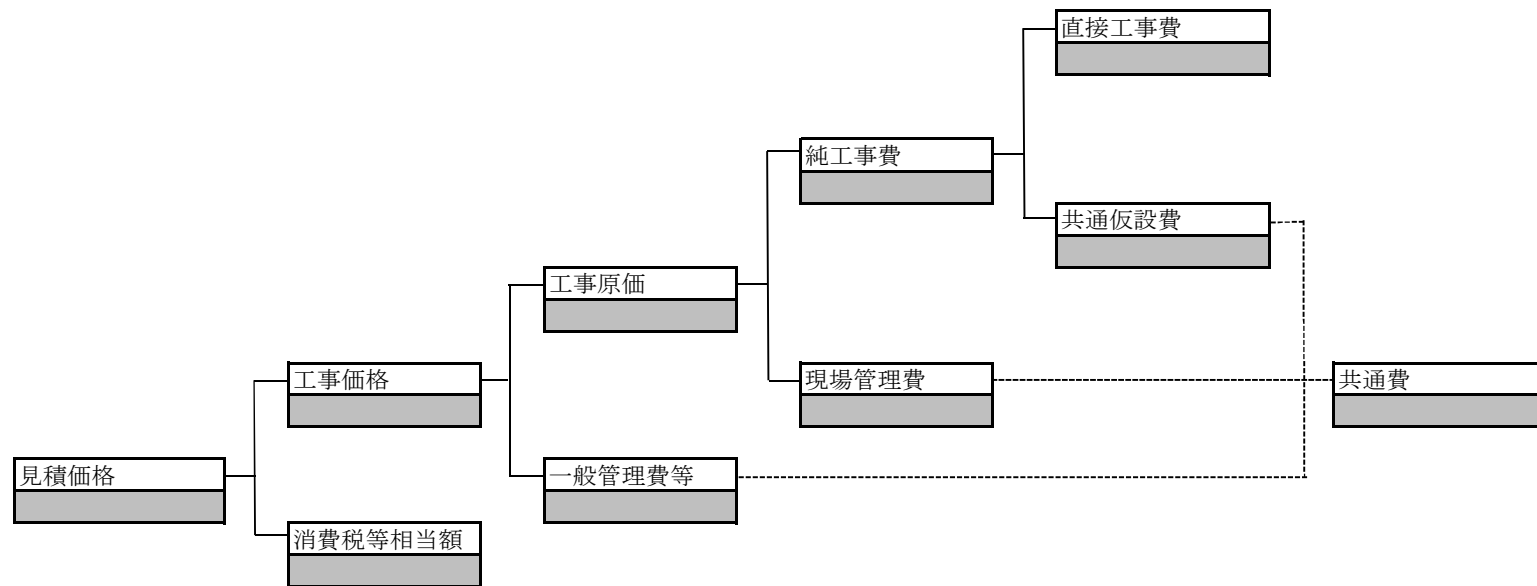 直接工事費
純工事費
共通仮設費
工事原価
工事価格
現場管理費
共通費
見積価格
一般管理費等
消費税等相当額